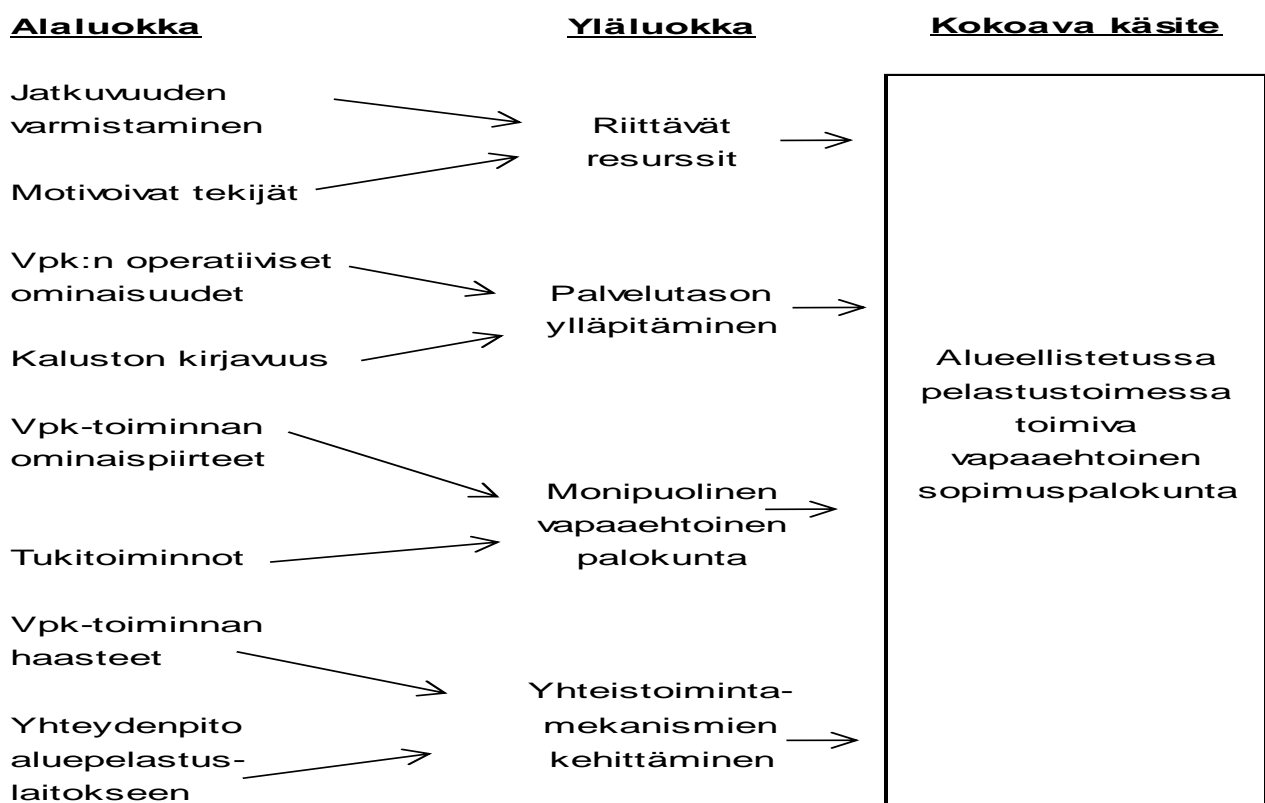 Alaluokka
Yläluokka
Kokoava käsite
Jatkuvuuden
varmistaminen
Motivoivat tekijät
Vpk:n operatiiviset
ominaisuudet
Kaluston kirjavuus
Vpk-toiminnan
ominaispiirteet
Tukitoiminnot
Vpk-toiminnan
haasteet
Yhteydenpito
aluepelastus-
laitokseen
Riittävät
resurssit
Palvelutason
ylläpitäminen
Monipuolinen
vapaaehtoinen
palokunta
Yhteistoiminta-
mekanismien
kehittäminen
Alueellistetussa
pelastustoimessa
toimiva
vapaaehtoinen
sopimuspalokunta